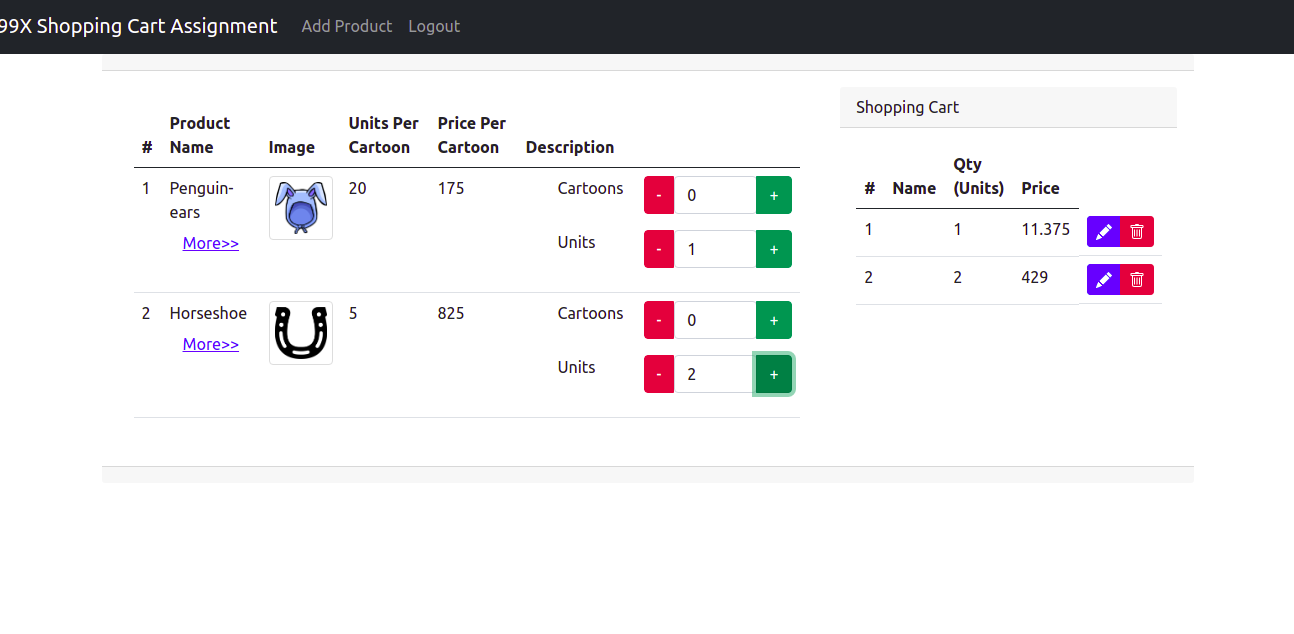 99X Shopping Cart Assignment Add Product Logout
Shopping Cart
# Product Name Image Units Per Cartoon Price Per Cartoon Description
1 Penguin-ears 20 175 Cartoons - 0 +
More>> Units - 1 +
2 Horseshoe 5 825 Cartoons - 0 +
More>> Units - 2 +
# Name Qty (Units) Price
1 1 11.375
2 2 429